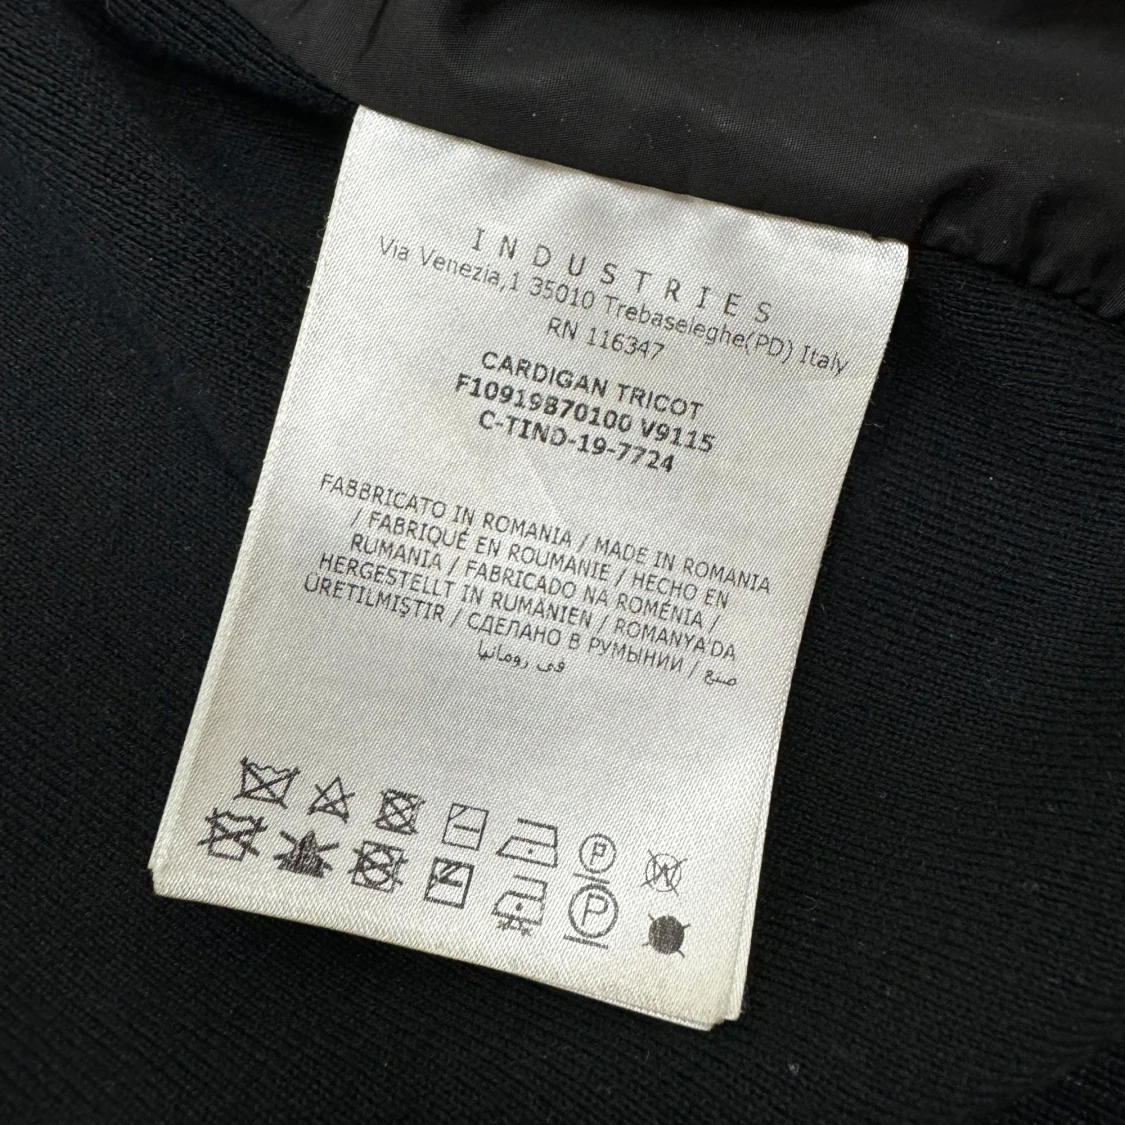 INDUSTRIES
Via Venezia,1 35010 Trebaseleghe(PD) Italy
RN 116347
CARDIGAN TRICOT
F10919B70100 V9115
C-TIND-19-7724
FABBRICATO IN ROMANIA / MADE IN ROMANIA
/ FABRIQUÉ EN ROUMANIE / HECHO EN
RUMANIA / FABRICADO NA ROMÉNIA /
HERGESTELLT IN RUMÄNIEN / ROMANYA'DA
ÜRETILMIŞTIR / СДЕЛАНО В РУМЫНИИ / صنع
في رومانيا
P W
P